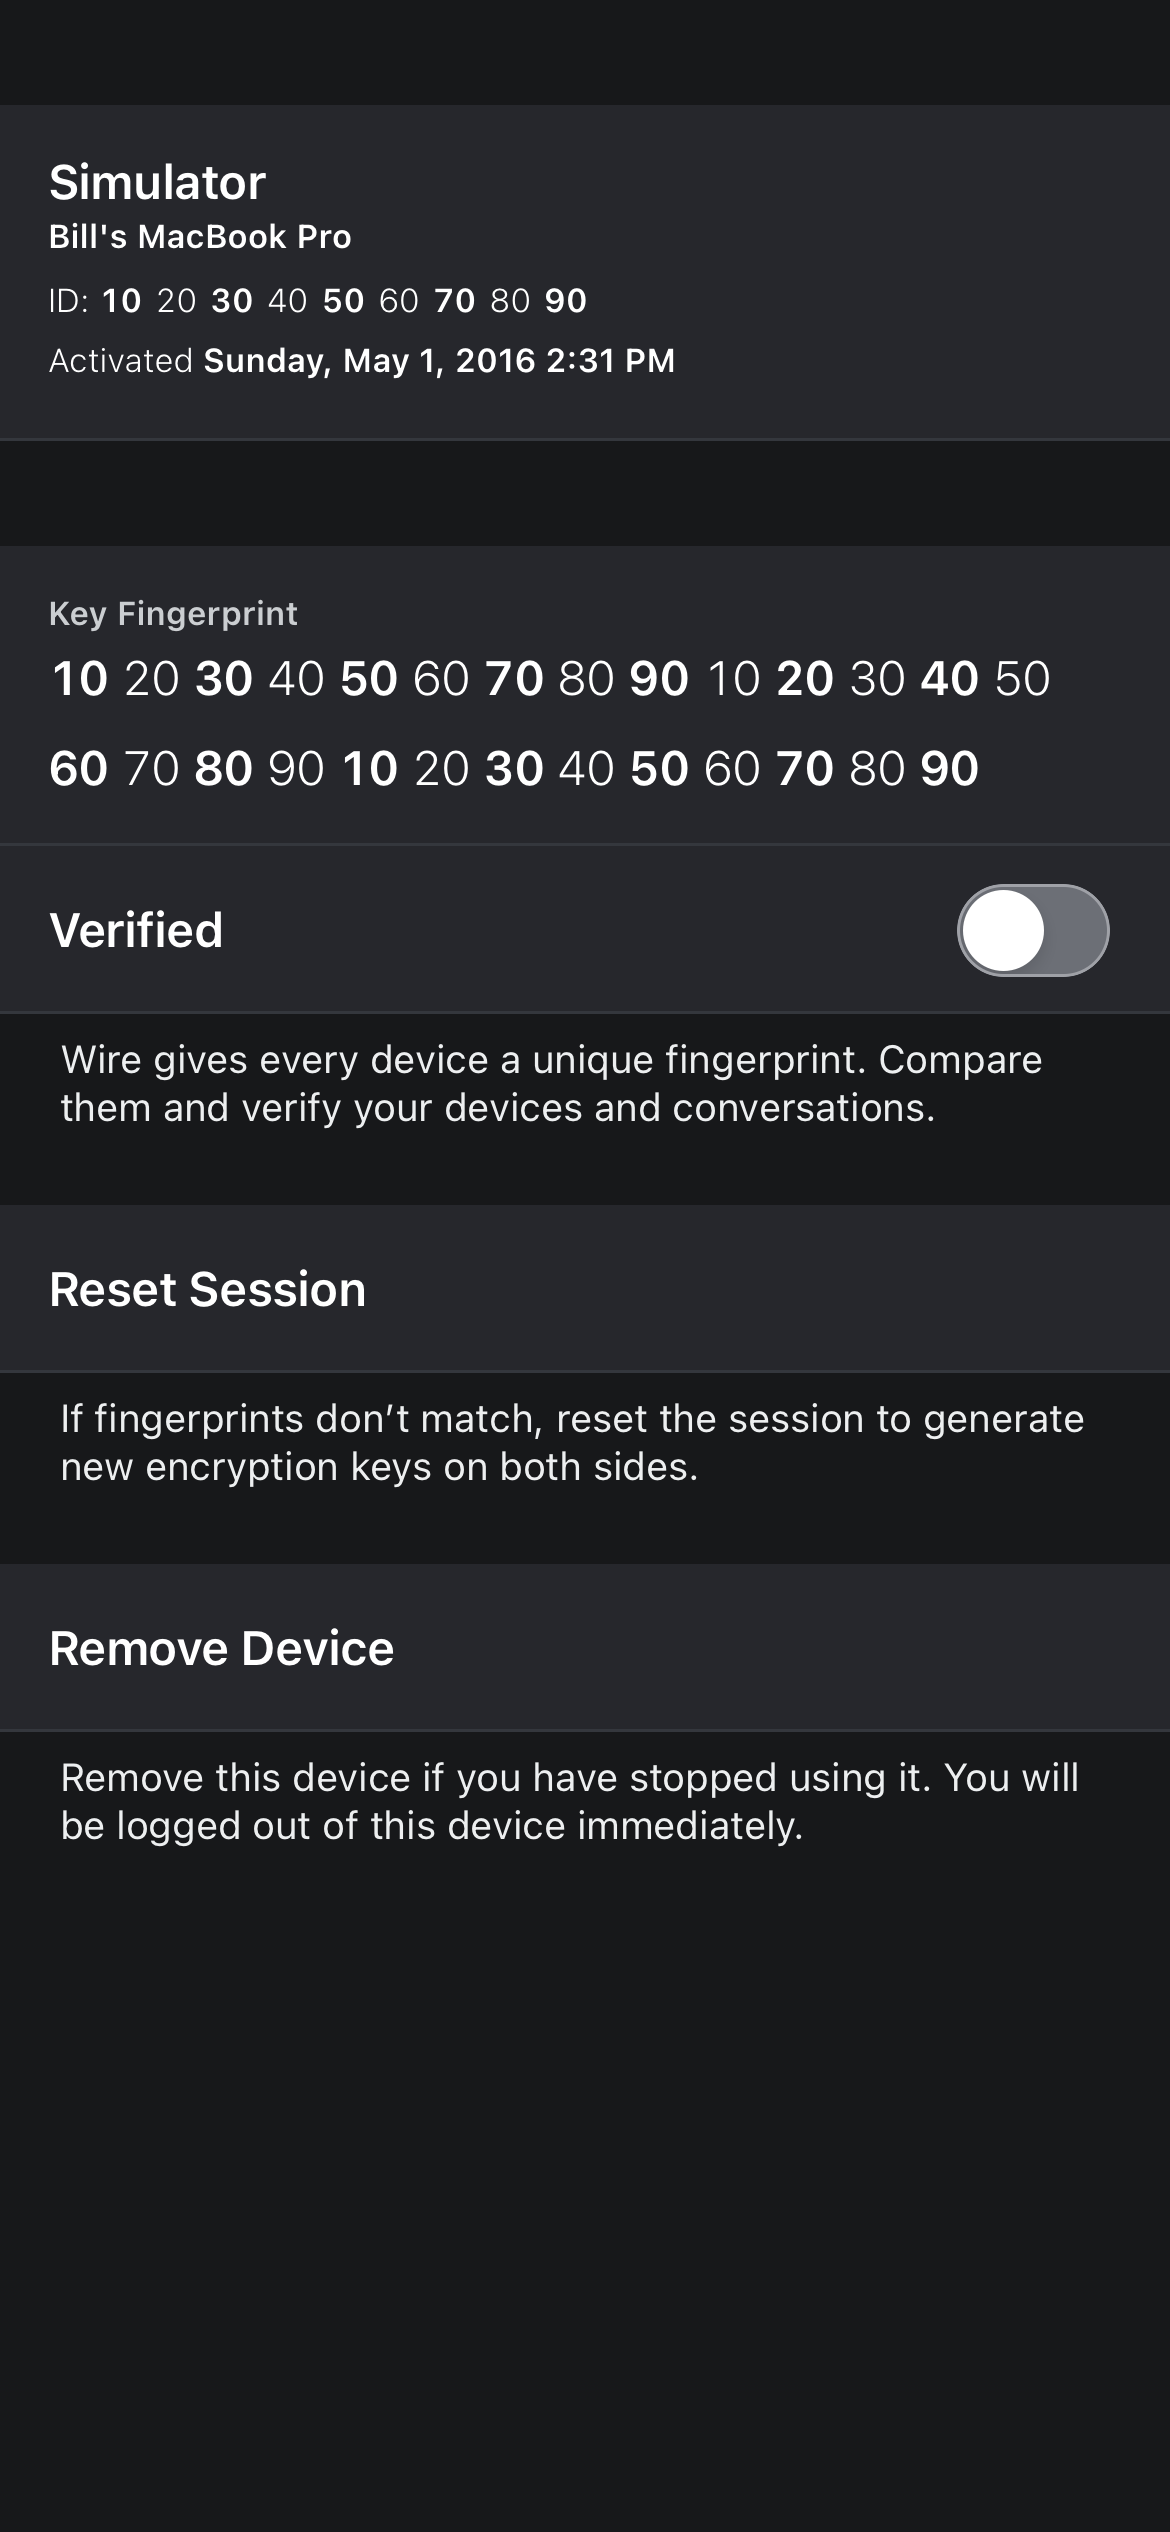 Simulator
Bill's MacBook Pro
ID: 10 20 30 40 50 60 70 80 90
Activated Sunday, May 1, 2016 2:31 PM
Key Fingerprint
10 20 30 40 50 60 70 80 90 10 20 30 40 50
60 70 80 90 10 20 30 40 50 60 70 80 90
Verified
Wire gives every device a unique fingerprint. Compare
them and verify your devices and conversations.
Reset Session
If fingerprints don’t match, reset the session to generate
new encryption keys on both sides.
Remove Device
Remove this device if you have stopped using it. You will
be logged out of this device immediately.